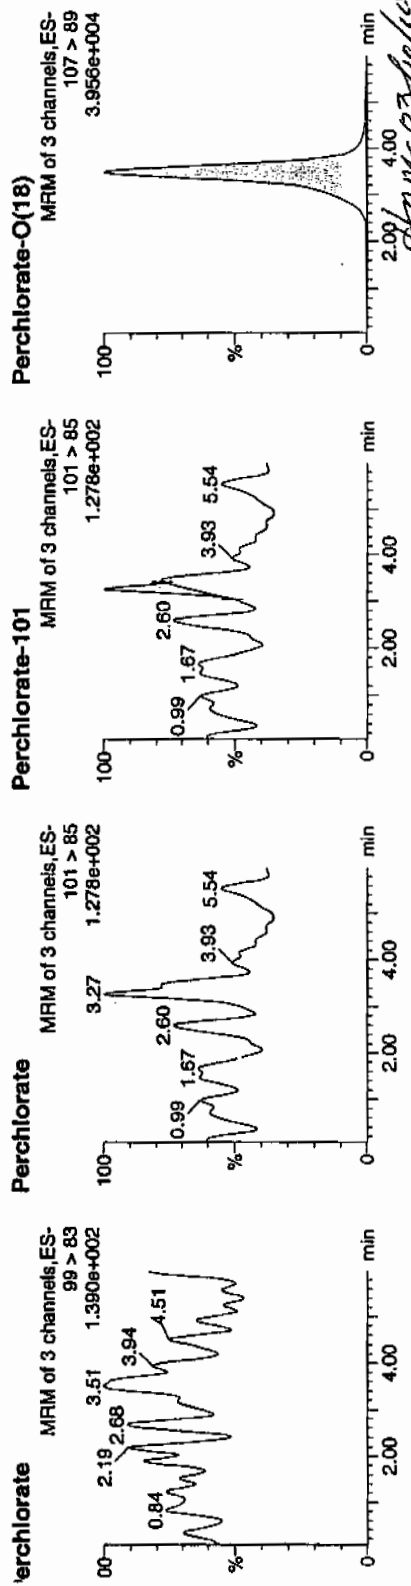 erchlorate
MRM of 3 channels,ES-
99 > 83
1.390e+002
00
%
0
0.84
2.19
2.68
3.51
3.94
4.51
2.00
4.00
min
Perchlorate
MRM of 3 channels,ES-
101 > 85
1.278e+002
100
%
0
0.99
1.67
2.60
3.27
3.93
5.54
2.00
4.00
min
Perchlorate-101
MRM of 3 channels,ES-
101 > 85
1.278e+002
100
%
0
0.99
1.67
2.60
3.93
5.54
2.00
4.00
min
Perchlorate-O(18)
MRM of 3 channels,ES-
107 > 89
3.956e+004
100
%
0
2.00
4.00
min